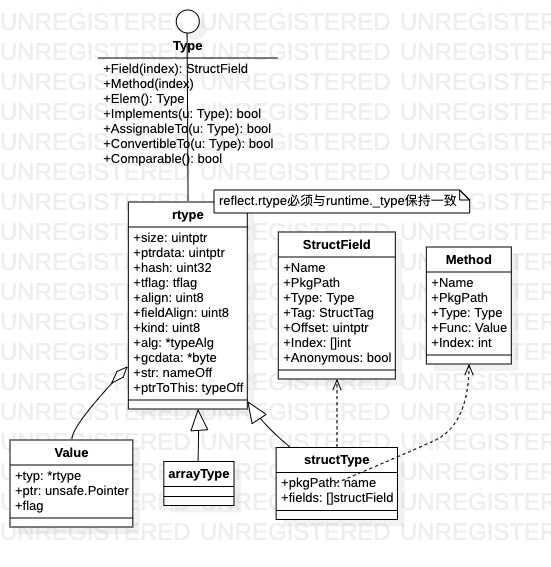 Type
+Field(index): StructField
+Method(index)
+Elem(): Type
+Implements(u: Type): bool
+AssignableTo(u: Type): bool
+ConvertibleTo(u: Type): bool
+Comparable(): bool
reflect.rtype必须与runtime._type保持一致
rtype
+size: uintptr
+ptrdata: uintptr
+hash: uint32
+tflag: tflag
+align: uint8
+fieldAlign: uint8
+kind: uint8
+alg: *typeAlg
+gcdata: *byte
+str: nameOff
+ptrToThis: typeOff
StructField
+Name
+PkgPath
+Type: Type
+Tag: StructTag
+Offset: uintptr
+Index: []int
+Anonymous: bool
Method
+Name
+PkgPath
+Type: Type
+Func: Value
+Index: int
Value
+typ: *rtype
+ptr: unsafe.Pointer
+flag
arrayType
structType
+pkgPath: name
+fields: []structField
UNREGISTERED UNREGISTERED UNREGISTERED